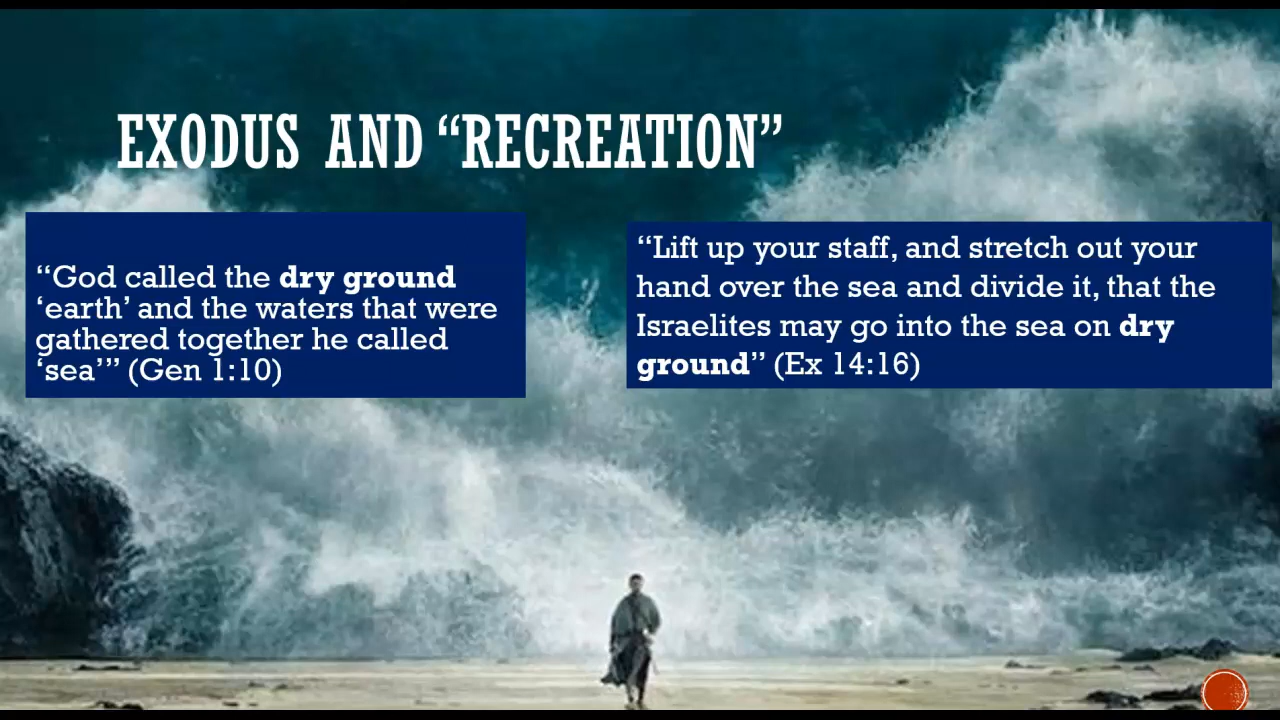 EXODUS AND “RECREATION”
“God called the dry ground
‘earth’ and the waters that were
gathered together he called
‘sea’” (Gen 1:10)
“Lift up your staff, and stretch out your
hand over the sea and divide it, that the
Israelites may go into the sea on dry
ground” (Ex 14:16)